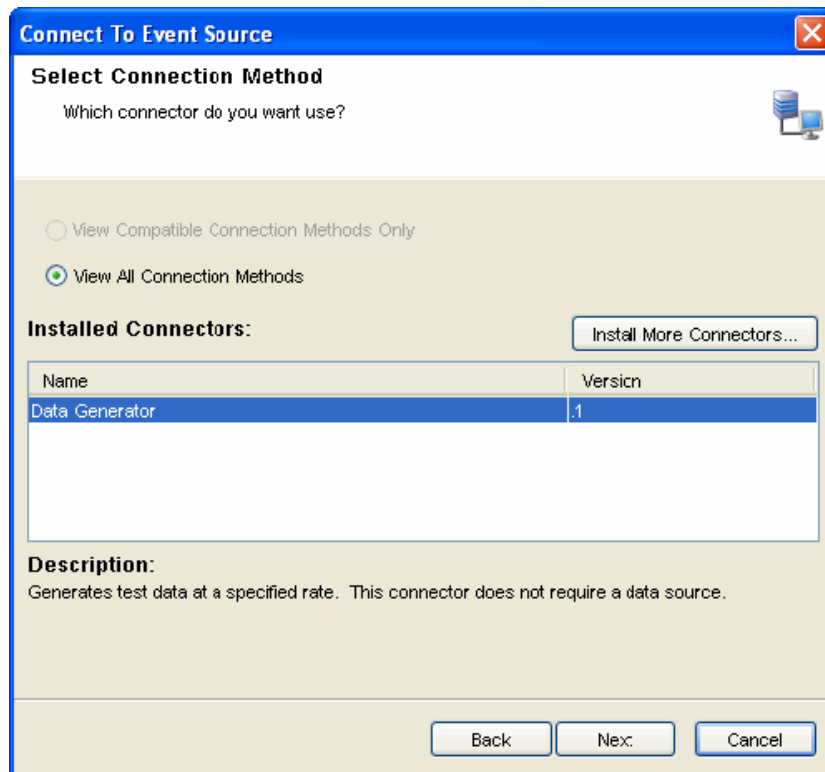 Connect To Event Source
Select Connection Method
Which connector do you want use?
View Compatible Connection Methods Only
View All Connection Methods
Installed Connectors:
Install More Connectors...
Name Version
Data Generator .1
Description:
Generates test data at a specified rate. This connector does not require a data source.
Back Next Cancel